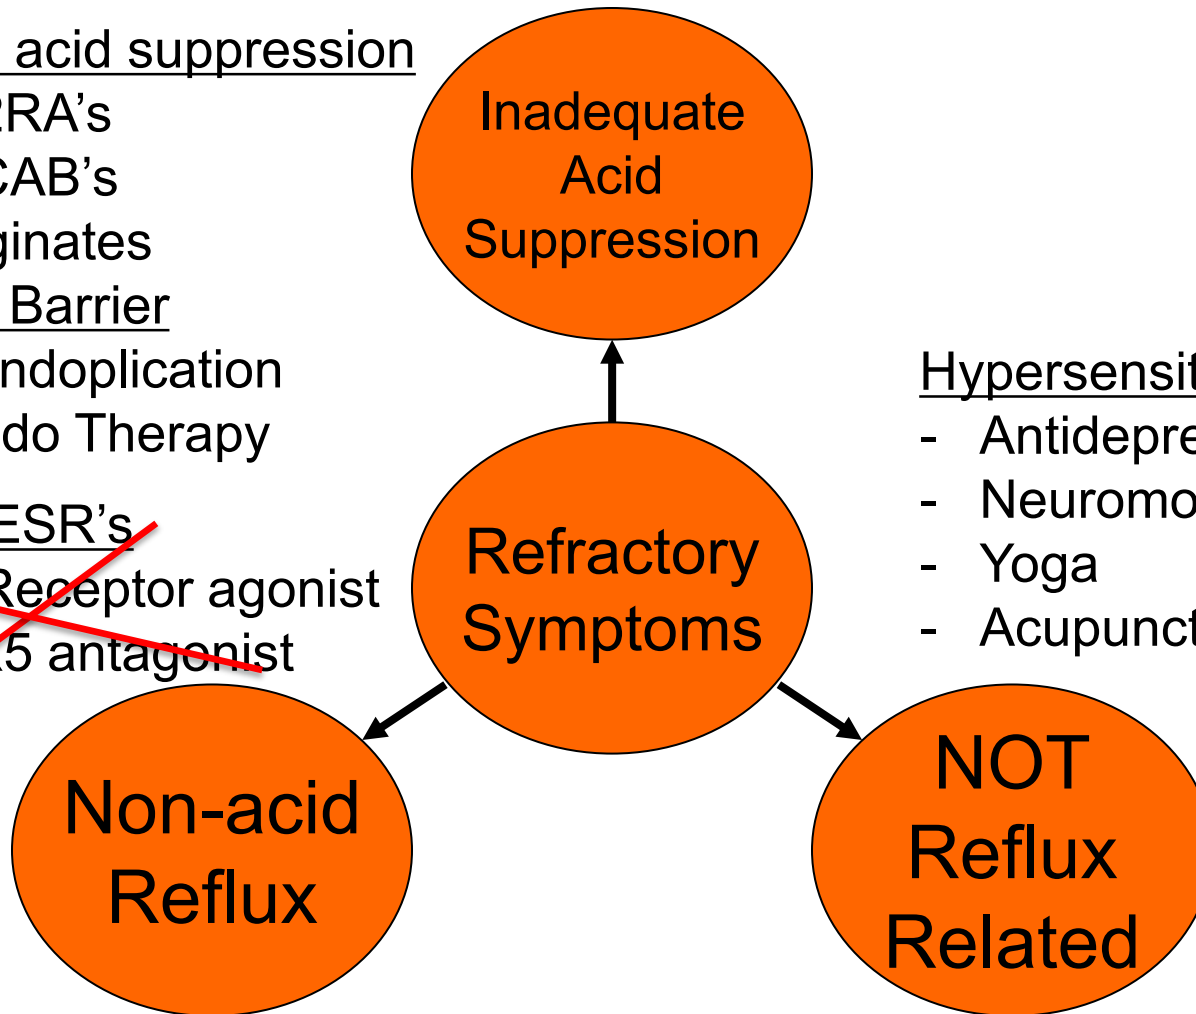 acid suppression
RA's
CAB's
ginates
Barrier
ndoplication
do Therapy
ESR's
Receptor agonist
5 antagonist
Inadequate
Acid
Suppression
Refractory
Symptoms
Hypersensit
- Antidepre
- Neuromo
- Yoga
- Acupunct
Non-acid
Reflux
NOT
Reflux
Related